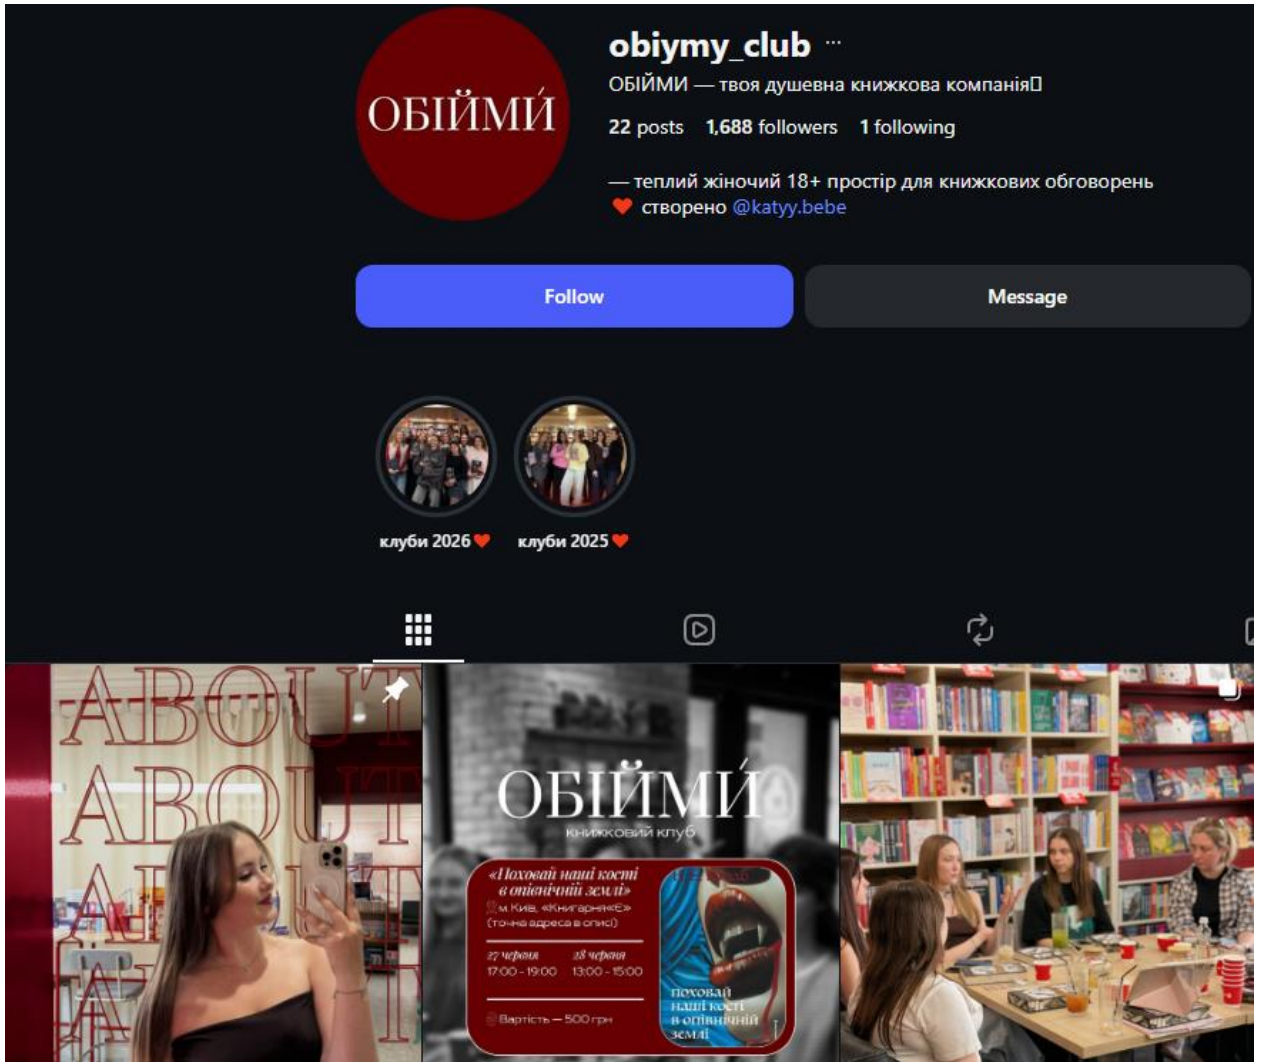 ОБІЙМИ́
obiymy_club ...
ОБІЙМИ — твоя душевна книжкова компанія
22 posts 1,688 followers 1 following
— теплий жіночий 18+ простір для книжкових обговорень
❤️ створено @katyy.bebe
Follow
Message
клуби 2026❤️
клуби 2025❤️
ABOUT
ABOUT
ABOUT
ОБІЙМИ́
книжковий клуб
«Поховай наші кості
в опівнічній землі»
м. Київ, «Книгарня«Є»
(точна адреса в описі)
27 червня 28 червня
17:00 - 19:00 13:00 - 15:00
Вартість — 500 грн
поховай
наші кості
в опівнічній
землі